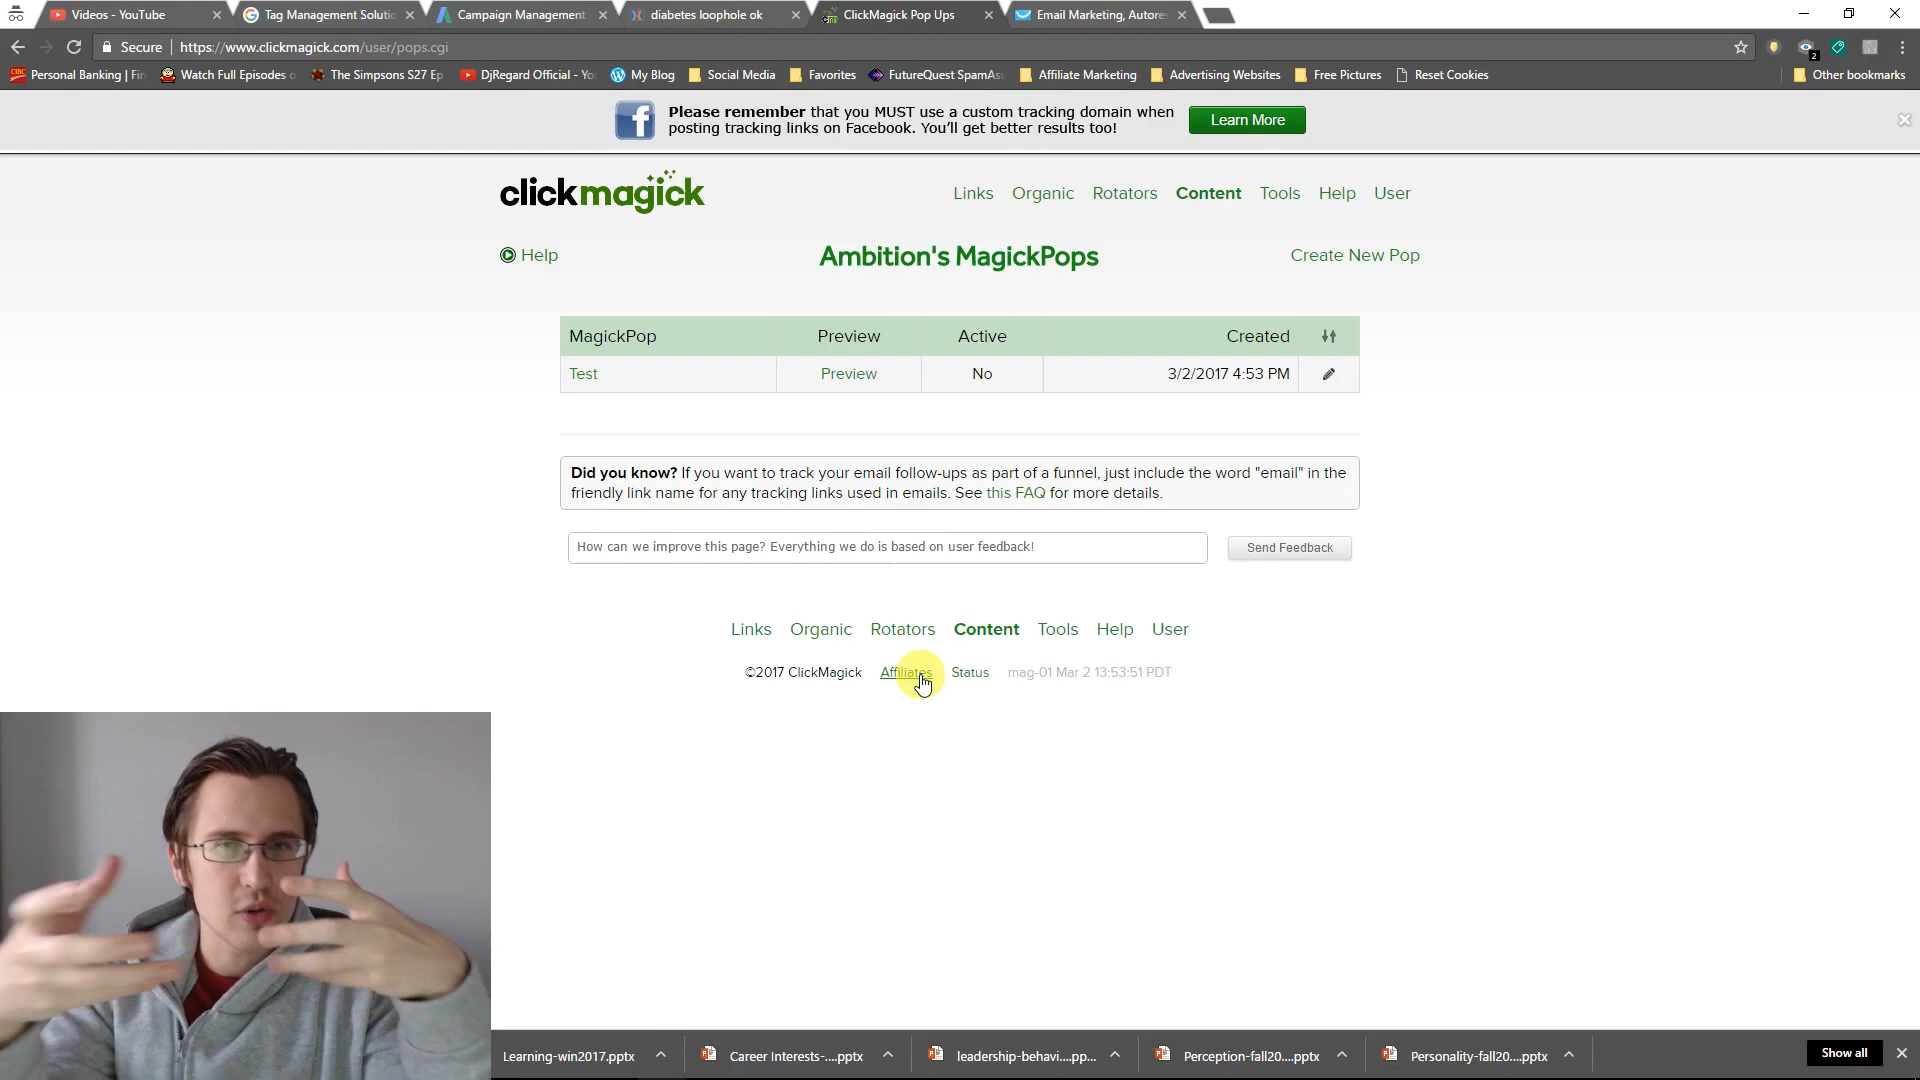 Videos - YouTube
Tag Management Solutio
Campaign Management
diabetes loophole ok
ClickMagick Pop Ups
Email Marketing, Autores
Secure
https://www.clickmagick.com/user/pops.cgi
2
Personal Banking | Fin
Watch Full Episodes o
The Simpsons S27 Ep
DjRegard Official - Yo
My Blog
Social Media
Favorites
FutureQuest SpamAss
Affiliate Marketing
Advertising Websites
Free Pictures
Reset Cookies
Other bookmarks
Please remember that you MUST use a custom tracking domain when
posting tracking links on Facebook. You'll get better results too!
Learn More
clickmagick
Links Organic Rotators Content Tools Help User
Help
Ambition's MagickPops
Create New Pop
MagickPop Preview Active Created
Test Preview No 3/2/2017 4:53 PM
Did you know? If you want to track your email follow-ups as part of a funnel, just include the word "email" in the
friendly link name for any tracking links used in emails. See this FAQ for more details.
How can we improve this page? Everything we do is based on user feedback!
Send Feedback
Links Organic Rotators Content Tools Help User
©2017 ClickMagick Affiliates Status mag-01 Mar 2 13:53:51 PDT
Learning-win2017.pptx
Career Interests-....pptx
leadership-behavi....pp...
Perception-fall20....pptx
Personality-fall20....pptx
Show all